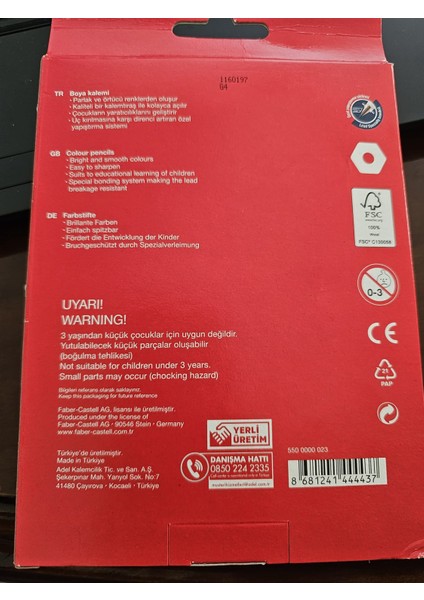 1160197
04
TR Boya kalemi
- Parlak ve örtücü renklerden oluşur
- Kaliteli bir kalemtıraş ile kolayca açılır
- Çocukların yaratıcılıklarını geliştirir
- Uç kırılmasına karşı direnci artıran özel
yapıştırma sistemi
GB Colour pencils
- Bright and smooth colours
- Easy to sharpen
- Suits to educational learning of children
- Special bonding system making the lead
breakage resistant
FSC
100%
FSC® C130068
DE Farbstifte
- Brillante Farben
- Einfach spitzbar
- Fördert die Entwicklung der Kinder
- Bruchgeschützt durch Spezialverleimung
0-3
UYARI!
WARNING!
3 yaşından küçük çocuklar için uygun değildir.
Yutulabilecek küçük parçalar oluşabilir
(boğulma tehlikesi)
Not suitable for children under 3 years.
Small parts may occur (chocking hazard)
CE
21
PAP
Bilgileri referans olarak saklayınız
Keep this packaging for future reference
Faber-Castell AG, lisansı ile üretilmiştir.
Produced under the license of
Faber-Castell AG • 90546 Stein • Germany
www.faber-castell.com
YERLİ
ÜRETİM
Türkiye'de üretilmiştir.
Made in Türkiye
Adel Kalemcilik Tic. ve San. A.Ş.
Şekerpınar Mah. Yanyol Sok. No:7
41480 Çayırova • Kocaeli • Türkiye
DANIŞMA HATTI
0850 224 2335
550 0000 023
8 681241 444437